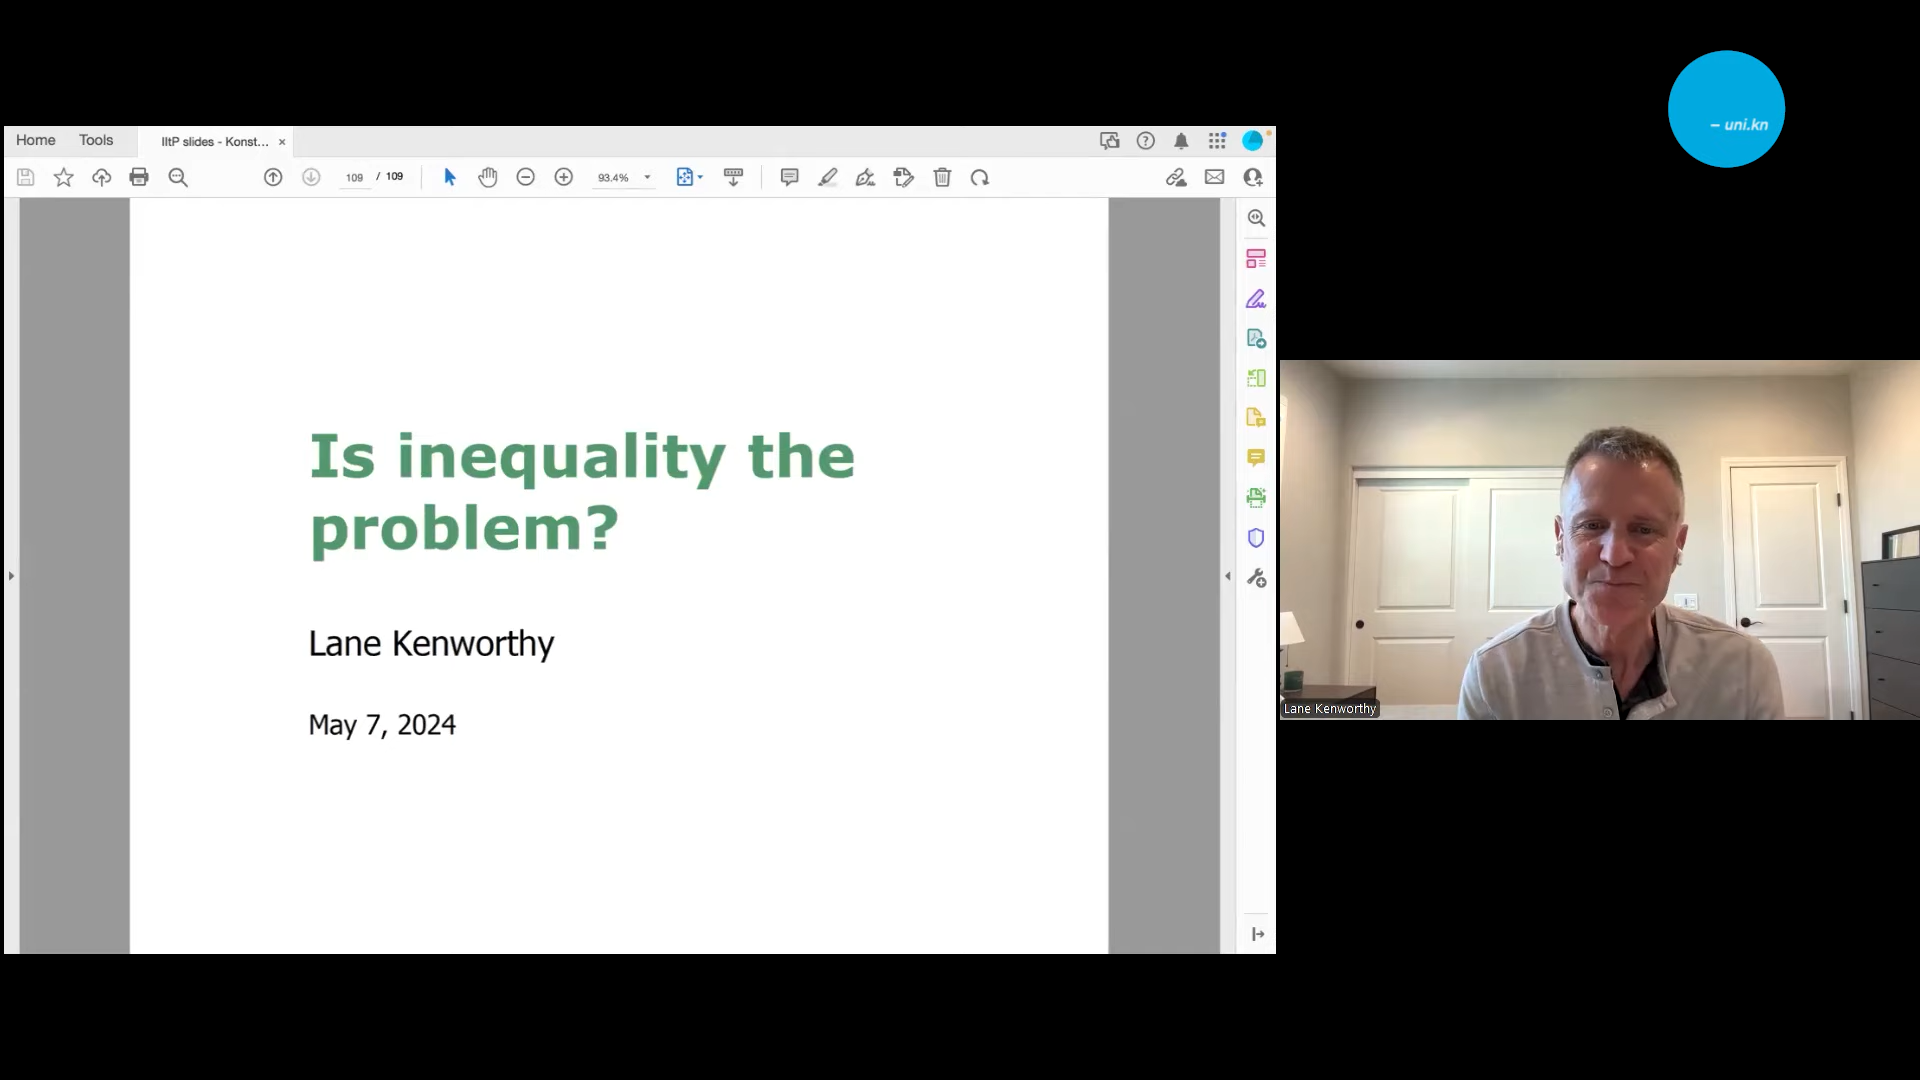 – uni.kn
Home Tools IItP slides - Konst... ×
109 / 109 93.4%
Is inequality the
problem?
Lane Kenworthy
May 7, 2024
Lane Kenworthy